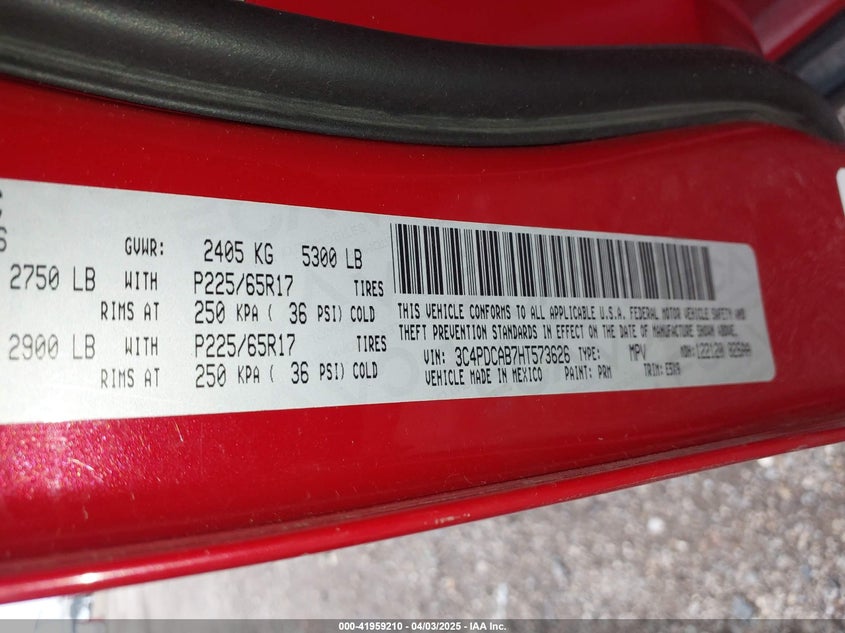 GVWR: 2405 KG 5300 LB
2750 LB WITH P225/65R17 TIRES
RIMS AT 250 KPA ( 36 PSI) COLD
2900 LB WITH P225/65R17 TIRES
RIMS AT 250 KPA ( 36 PSI) COLD
THIS VEHICLE CONFORMS TO ALL APPLICABLE U.S.A. FEDERAL MOTOR VEHICLE SAFETY AND
THEFT PREVENTION STANDARDS IN EFFECT ON THE DATE OF MANUFACTURE SHOWN ABOVE.
VIN: 3C4PDCAB7HT573626 TYPE: MPV MDH: 122120
VEHICLE MADE IN MEXICO PAINT: PRM TRIM:
000-41959210 - 04/03/2025 - IAA Inc.